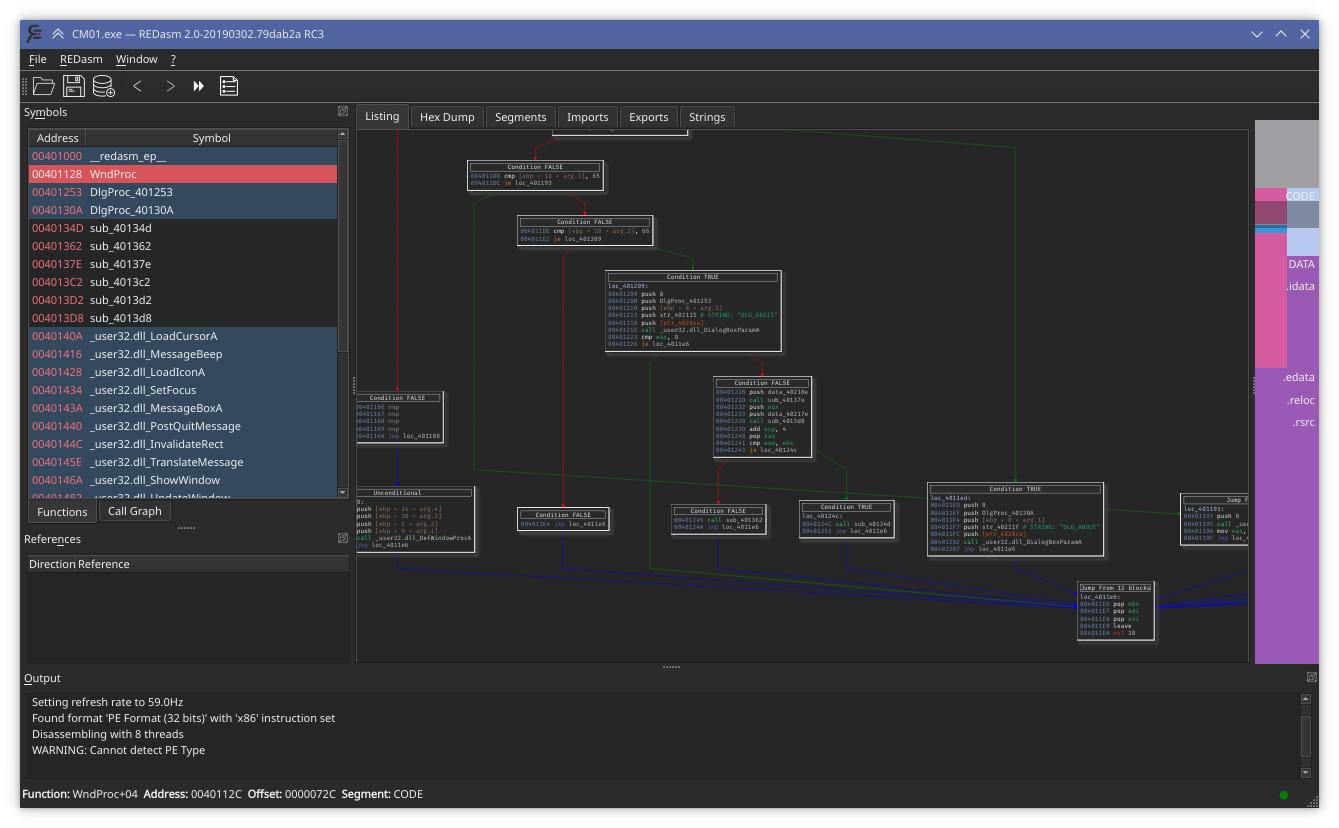 CM01.exe — REDasm 2.0-20190302.79dab2a RC3
File REDasm Window ?
Symbols
Address Symbol
00401000 __redasm_ep__
00401128 WndProc
00401253 DlgProc_401253
0040130A DlgProc_40130A
0040134D sub_40134d
00401362 sub_401362
0040137E sub_40137e
004013C2 sub_4013c2
004013D2 sub_4013d2
004013D8 sub_4013d8
0040140A _user32.dll_LoadCursorA
00401416 _user32.dll_MessageBeep
00401428 _user32.dll_LoadIconA
00401434 _user32.dll_SetFocus
0040143A _user32.dll_MessageBoxA
00401440 _user32.dll_PostQuitMessage
0040144C _user32.dll_InvalidateRect
0040145E _user32.dll_TranslateMessage
0040146A _user32.dll_ShowWindow
00401482 _user32.dll_UpdateWindow
Functions Call Graph
References
Direction Reference
Listing Hex Dump Segments Imports Exports Strings
Condition FALSE
004011D8 cmp [ebp + 10 + arg.3], 65
004011DC je loc_401193
Condition FALSE
004011DE cmp [ebp + 10 + arg.3], 66
004011E2 je loc_401209
Condition TRUE
loc_401209:
00401209 push 0
0040120B push DlgProc_401253
00401210 push [ebp + 8 + arg.1]
00401213 push str_402115 # STRING: "DLG_REGIS"
00401218 push [ptr_4020ca]
0040121E call _user32.dll_DialogBoxParamA
00401223 cmp eax, 0
00401226 je loc_4011e6
Condition FALSE
00401228 push data_40218e
0040122D call sub_40137e
00401232 push eax
00401233 push data_40217e
00401238 call sub_4013d8
0040123D add esp, 4
00401240 pop eax
00401241 cmp eax, ebx
00401243 je loc_40124c
Condition FALSE
00401166 nop
00401167 nop
00401168 nop
00401169 nop
0040116A jmp loc_401180
Unconditional
0:
push [ebp + 14 + arg.4]
push [ebp + 10 + arg.3]
push [ebp + C + arg.2]
push [ebp + 8 + arg.1]
call _user32.dll_DefWindowProcA
jmp loc_4011e6
Condition FALSE
004011E4 jmp loc_4011e6
Condition FALSE
00401245 call sub_401362
0040124A jmp loc_4011e6
Condition TRUE
loc_40124c:
0040124C call sub_40134d
00401251 jmp loc_4011e6
Condition TRUE
loc_4011ed:
004011ED push 0
004011EF push DlgProc_40130A
004011F4 push [ebp + 8 + arg.1]
004011F7 push str_40211f # STRING: "DLG_ABOUT"
004011FC push [ptr_4020ca]
00401202 call _user32.dll_DialogBoxParamA
00401207 jmp loc_4011e6
Jump F
loc_401193:
00401193 push 0
00401195 call _us
0040119A mov eax,
0040119F jmp loc_4
Jump From 12 blocks
loc_4011e6:
004011E6 pop ebx
004011E7 pop edi
004011E8 pop esi
004011E9 leave
004011EA ret 10
CODE
DATA
.idata
.edata
.reloc
.rsrc
Output
Setting refresh rate to 59.0Hz
Found format 'PE Format (32 bits)' with 'x86' instruction set
Disassembling with 8 threads
WARNING: Cannot detect PE Type
Function: WndProc+04 Address: 0040112C Offset: 0000072C Segment: CODE